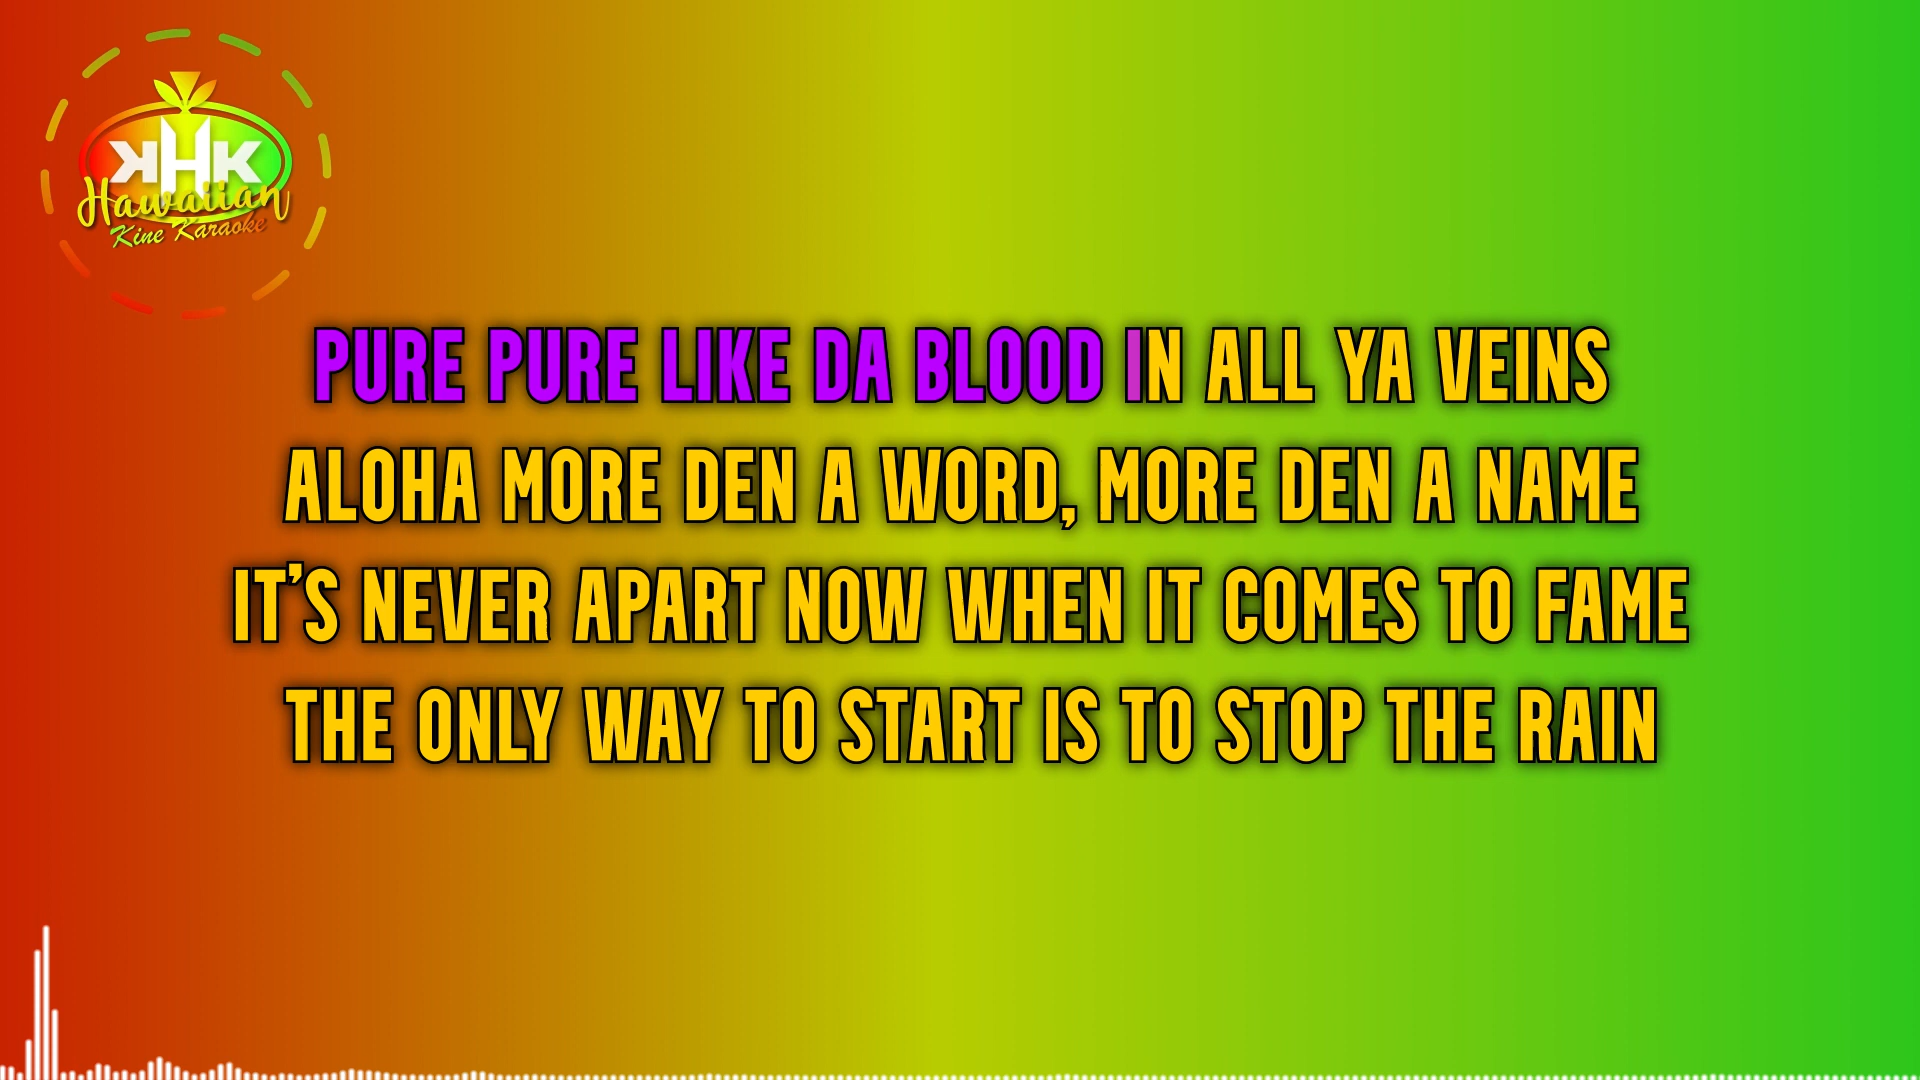 KHK
Hawaiian
Kine Karaoke
PURE PURE LIKE DA BLOOD IN ALL YA VEINS
ALOHA MORE DEN A WORD, MORE DEN A NAME
IT'S NEVER APART NOW WHEN IT COMES TO FAME
THE ONLY WAY TO START IS TO STOP THE RAIN